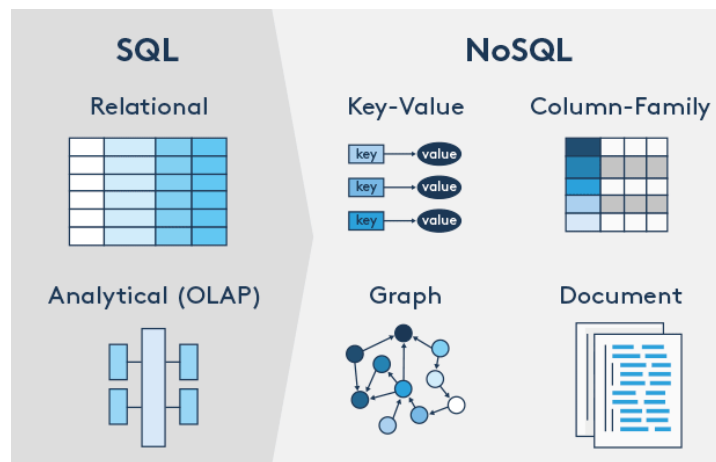 SQL
NoSQL
Relational
Key-Value
Column-Family
key
value
key
value
key
value
Analytical (OLAP)
Graph
Document